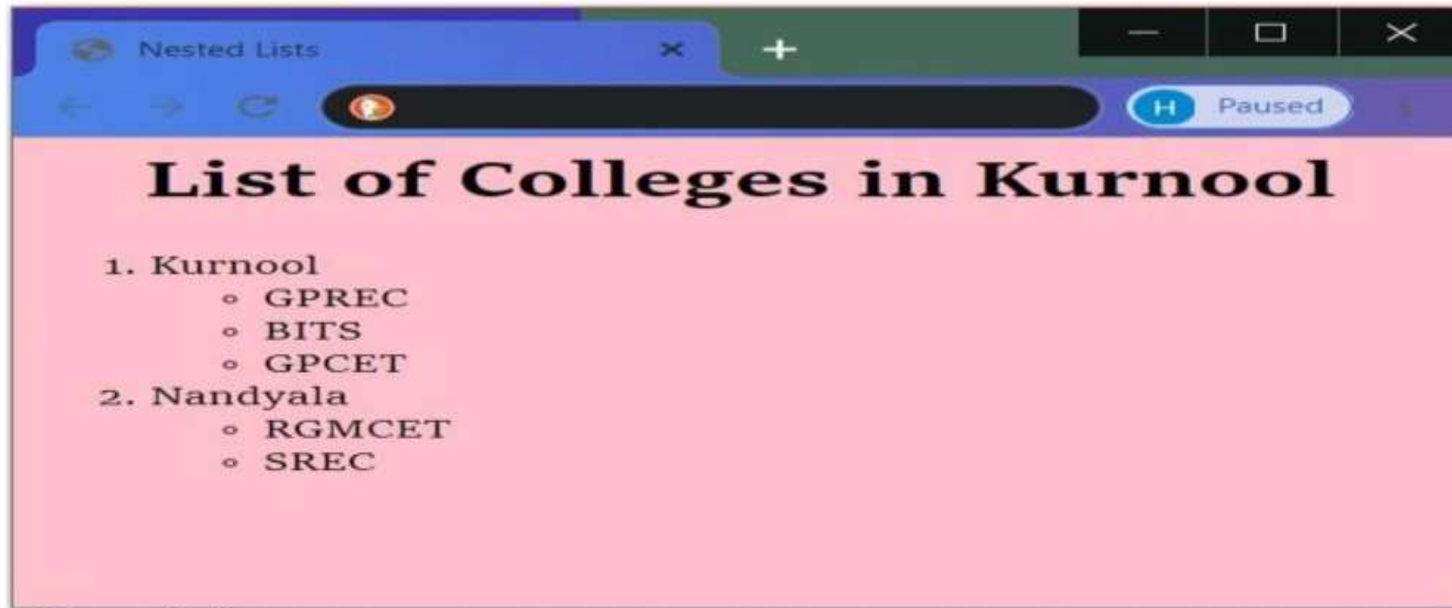 Nested Lists
H Paused
List of Colleges in Kurnool
1. Kurnool
GPREC
BITS
GPCET
2. Nandyala
RGMCET
SREC